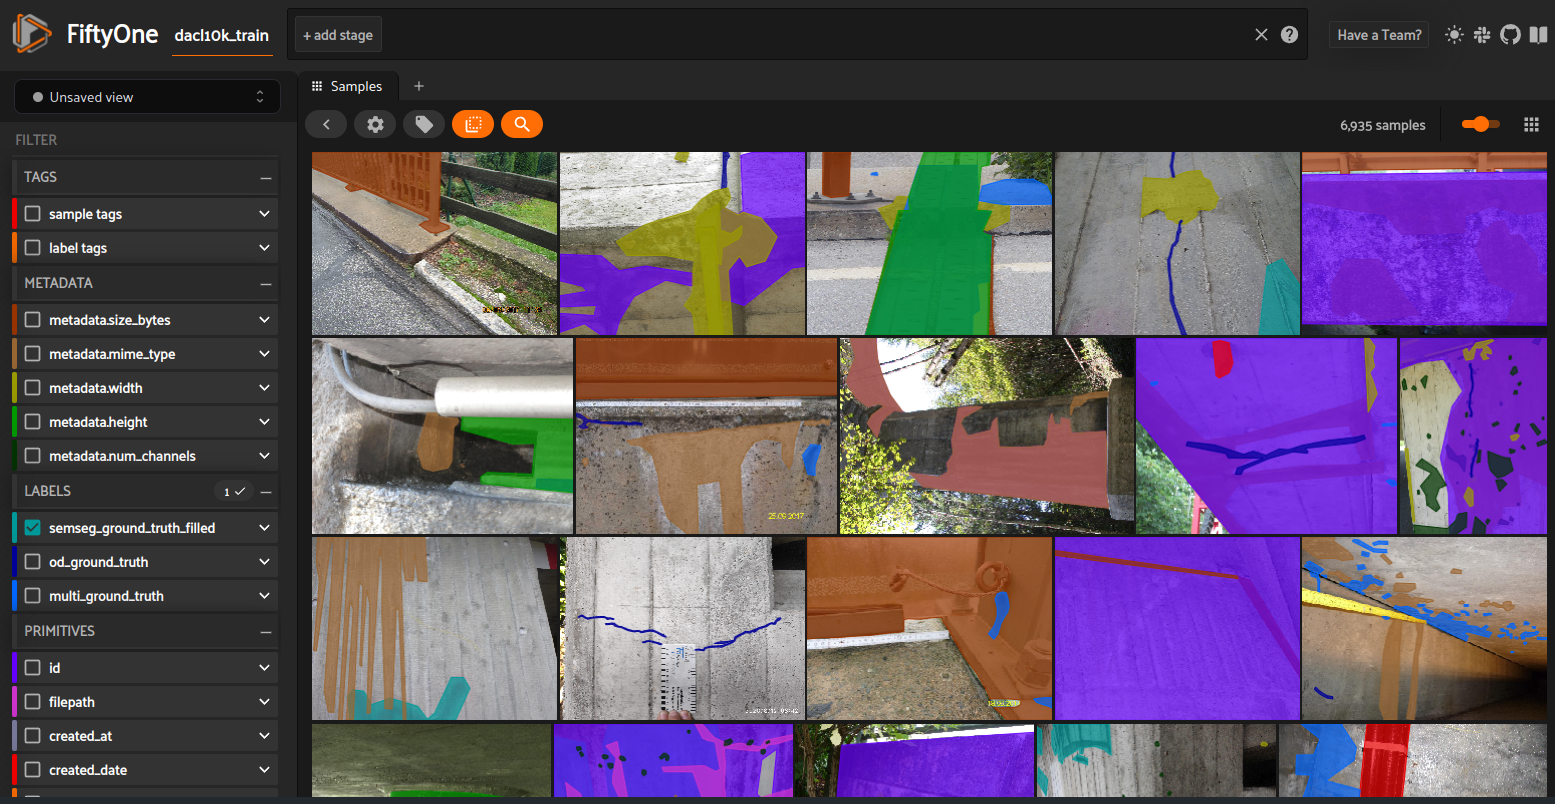 FiftyOne
dacl10k_train
+ add stage
Have a Team?
Unsaved view
Samples
+
FILTER
6,935 samples
TAGS
sample tags
label tags
METADATA
metadata.size_bytes
metadata.mime_type
metadata.width
metadata.height
metadata.num_channels
LABELS
1
semseg_ground_truth_filled
od_ground_truth
multi_ground_truth
PRIMITIVES
id
filepath
created_at
created_date
25.09.2017